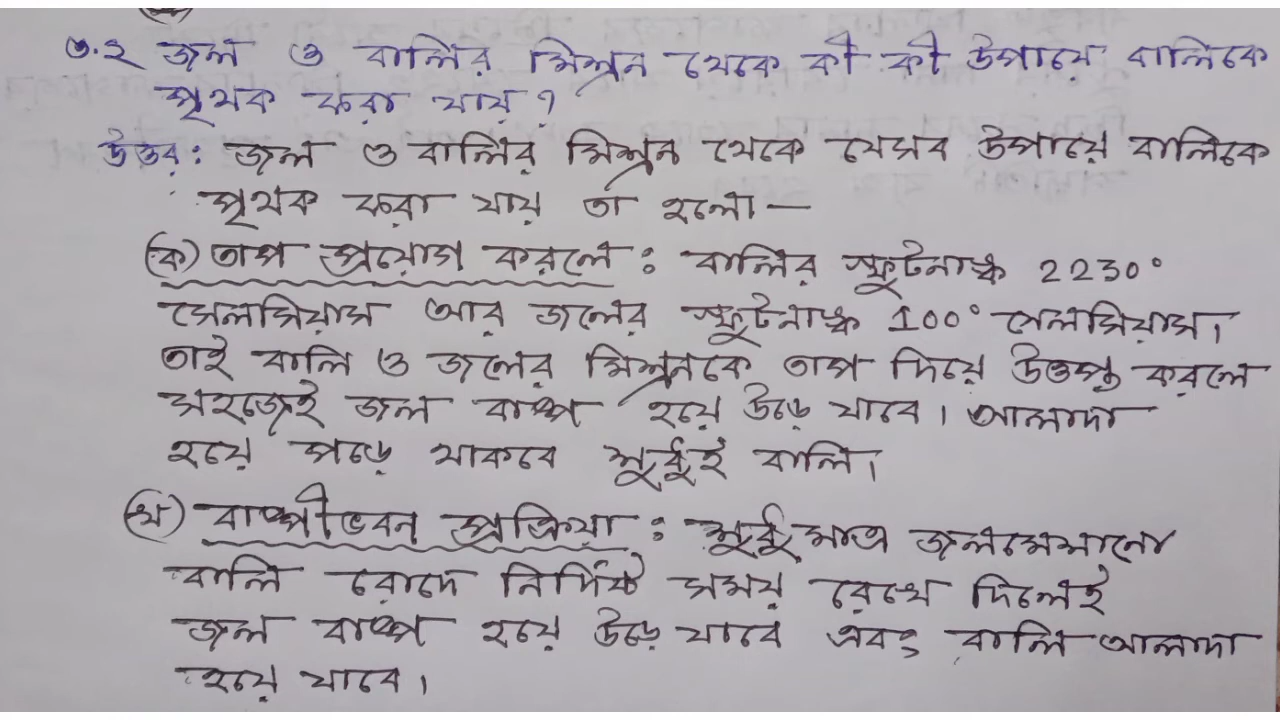 ৩.২ জল ও বালির মিশ্রন থেকে কী কী উপায়ে বালিকে
পৃথক করা যায়?
উত্তর: জল ও বালির মিশ্রন থেকে যেসব উপায়ে বালিকে
পৃথক করা যায় তা হলো —
(ক) তাপ প্রয়োগ করলে : বালির স্ফুটনাঙ্ক 2230°
সেলসিয়াস আর জলের স্ফুটনাঙ্ক 100° সেলসিয়াস।
তাই বালি ও জলের মিশ্রনকে তাপ দিয়ে উত্তপ্ত করলে
সহজেই জল বাষ্প হয়ে উড়ে যাবে। আলাদা
হয়ে পড়ে থাকবে শুধুই বালি।
(খ) বাষ্পীভবন প্রক্রিয়া : শুধুমাত্র জলমেশানো
বালি রোদে নির্দিষ্ট সময় রেখে দিলেই
জল বাষ্প হয়ে উড়ে যাবে এবং বালি আলাদা
হয়ে যাবে।